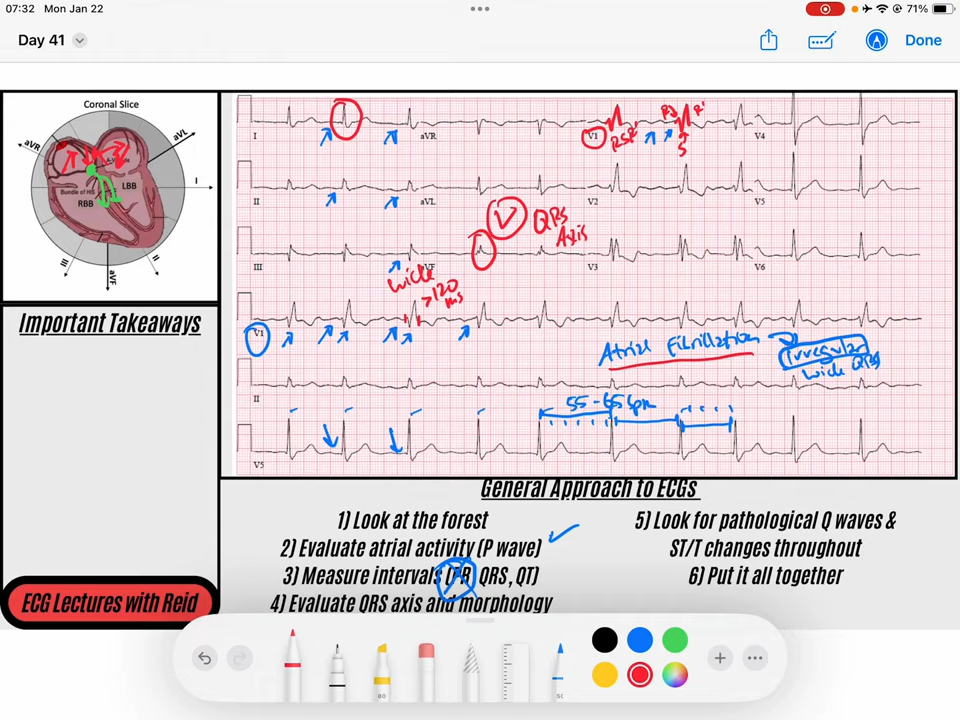 07:32 Mon Jan 22
71%
Day 41
Done
Coronal Slice
aVR
aVL
I
Bundle of HIS
LBB
RBB
III
II
aVF
Important Takeaways
ECG Lectures with Reid
I
aVR
V1
RSR'
R'
S
V4
II
aVL
V2
V5
V
QRS
Axis
III
aVF
V3
V6
wide
>120
ms
V1
Atrial Fibrillation
Irregular
wide QRS
II
55-65 bpm
V5
General Approach to ECGs
1) Look at the forest
2) Evaluate atrial activity (P wave)
3) Measure intervals (PR, QRS, QT)
4) Evaluate QRS axis and morphology
5) Look for pathological Q waves &
ST/T changes throughout
6) Put it all together